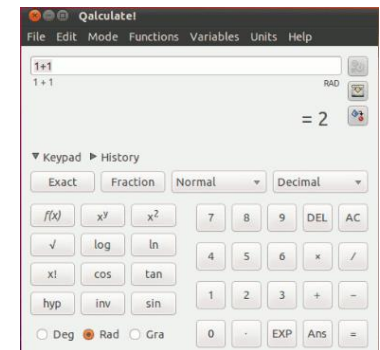 Qalculate!
File Edit Mode Functions Variables Units Help
1+1
1 + 1
RAD
= 2
Keypad History
Exact Fraction Normal Decimal
f(x) x^y x^2 7 8 9 DEL AC
√ log ln 4 5 6 × /
x! cos tan 1 2 3 + −
hyp inv sin 0 · EXP Ans =
Deg Rad Gra